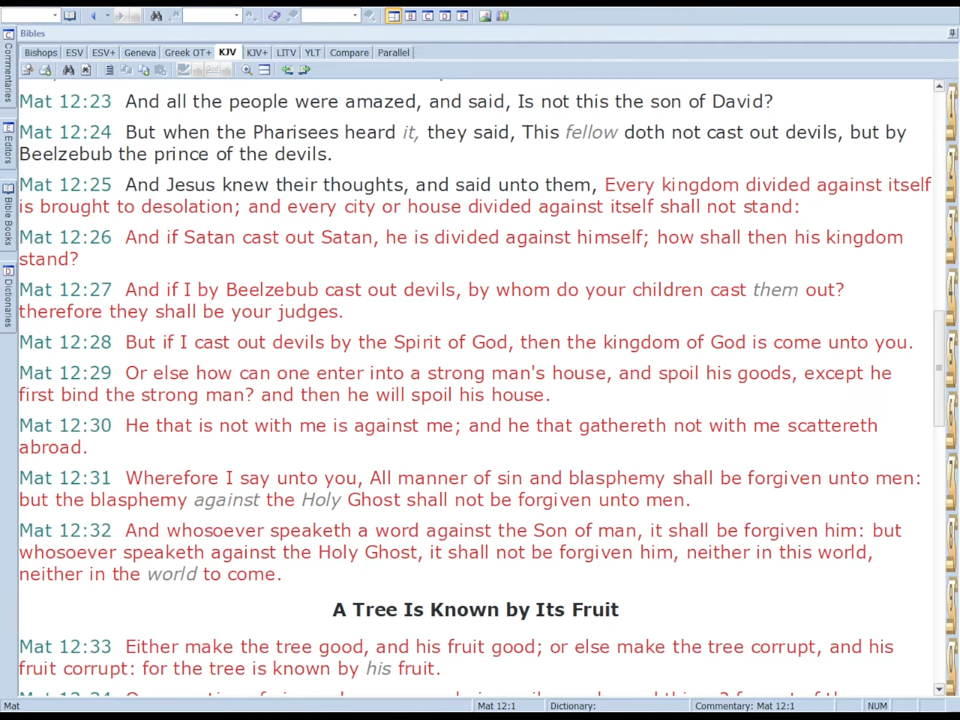 B C D E
Bibles
Bishops ESV ESV+ Geneva Greek OT+ KJV KJV+ LITV YLT Compare Parallel
C Commentaries
E Editors
Bible Books
D Dictionaries
Mat 12:23 And all the people were amazed, and said, Is not this the son of David?
Mat 12:24 But when the Pharisees heard it, they said, This fellow doth not cast out devils, but by
Beelzebub the prince of the devils.
Mat 12:25 And Jesus knew their thoughts, and said unto them, Every kingdom divided against itself
is brought to desolation; and every city or house divided against itself shall not stand:
Mat 12:26 And if Satan cast out Satan, he is divided against himself; how shall then his kingdom
stand?
Mat 12:27 And if I by Beelzebub cast out devils, by whom do your children cast them out?
therefore they shall be your judges.
Mat 12:28 But if I cast out devils by the Spirit of God, then the kingdom of God is come unto you.
Mat 12:29 Or else how can one enter into a strong man's house, and spoil his goods, except he
first bind the strong man? and then he will spoil his house.
Mat 12:30 He that is not with me is against me; and he that gathereth not with me scattereth
abroad.
Mat 12:31 Wherefore I say unto you, All manner of sin and blasphemy shall be forgiven unto men:
but the blasphemy against the Holy Ghost shall not be forgiven unto men.
Mat 12:32 And whosoever speaketh a word against the Son of man, it shall be forgiven him: but
whosoever speaketh against the Holy Ghost, it shall not be forgiven him, neither in this world,
neither in the world to come.
A Tree Is Known by Its Fruit
Mat 12:33 Either make the tree good, and his fruit good; or else make the tree corrupt, and his
fruit corrupt: for the tree is known by his fruit.
Mat Mat 12:1 Dictionary: Commentary: Mat 12:1 NUM